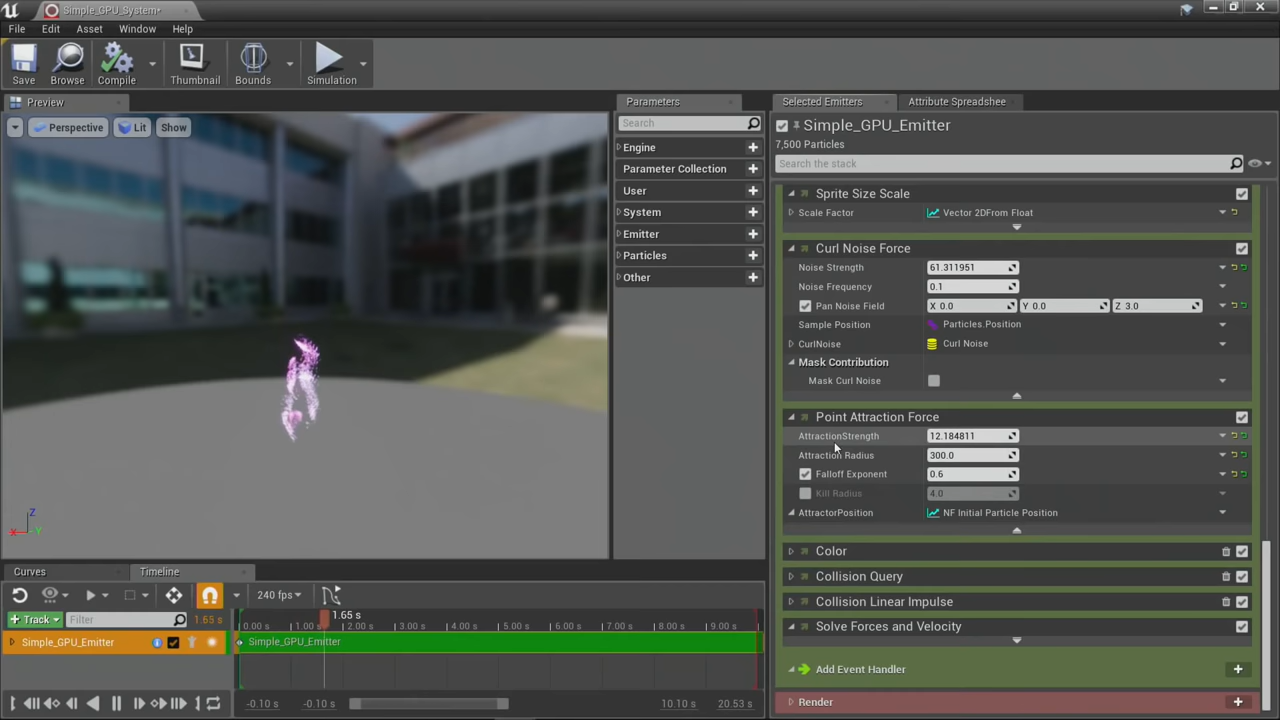 Simple_GPU_System*
File Edit Asset Window Help
Save Browse Compile Thumbnail Bounds Simulation
Preview
Perspective Lit Show
Parameters
Search
Engine
Parameter Collection
User
System
Emitter
Particles
Other
Selected Emitters Attribute Spreadshee
Simple_GPU_Emitter
7,500 Particles
Search the stack
Sprite Size Scale
Scale Factor Vector 2DFrom Float
Curl Noise Force
Noise Strength 61.311951
Noise Frequency 0.1
Pan Noise Field X 0.0 Y 0.0 Z 3.0
Sample Position Particles.Position
CurlNoise Curl Noise
Mask Contribution
Mask Curl Noise
Point Attraction Force
AttractionStrength 12.184811
Attraction Radius 300.0
Falloff Exponent 0.6
Kill Radius 4.0
AttractorPosition NF Initial Particle Position
Color
Collision Query
Collision Linear Impulse
Solve Forces and Velocity
Add Event Handler
Render
Z
X Y
Curves Timeline
240 fps
1.65 s
Track Filter 1.65 s
0.00 s 1.00 s 2.00 s 3.00 s 4.00 s 5.00 s 6.00 s 7.00 s 8.00 s 9.00 s
Simple_GPU_Emitter Simple_GPU_Emitter
-0.10 s -0.10 s 10.10 s 20.53 s